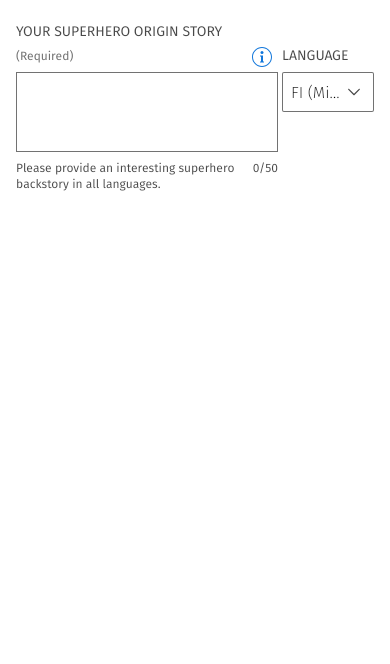 YOUR SUPERHERO ORIGIN STORY
(Required)
LANGUAGE
FI (Mi...
Please provide an interesting superhero
backstory in all languages.
0/50